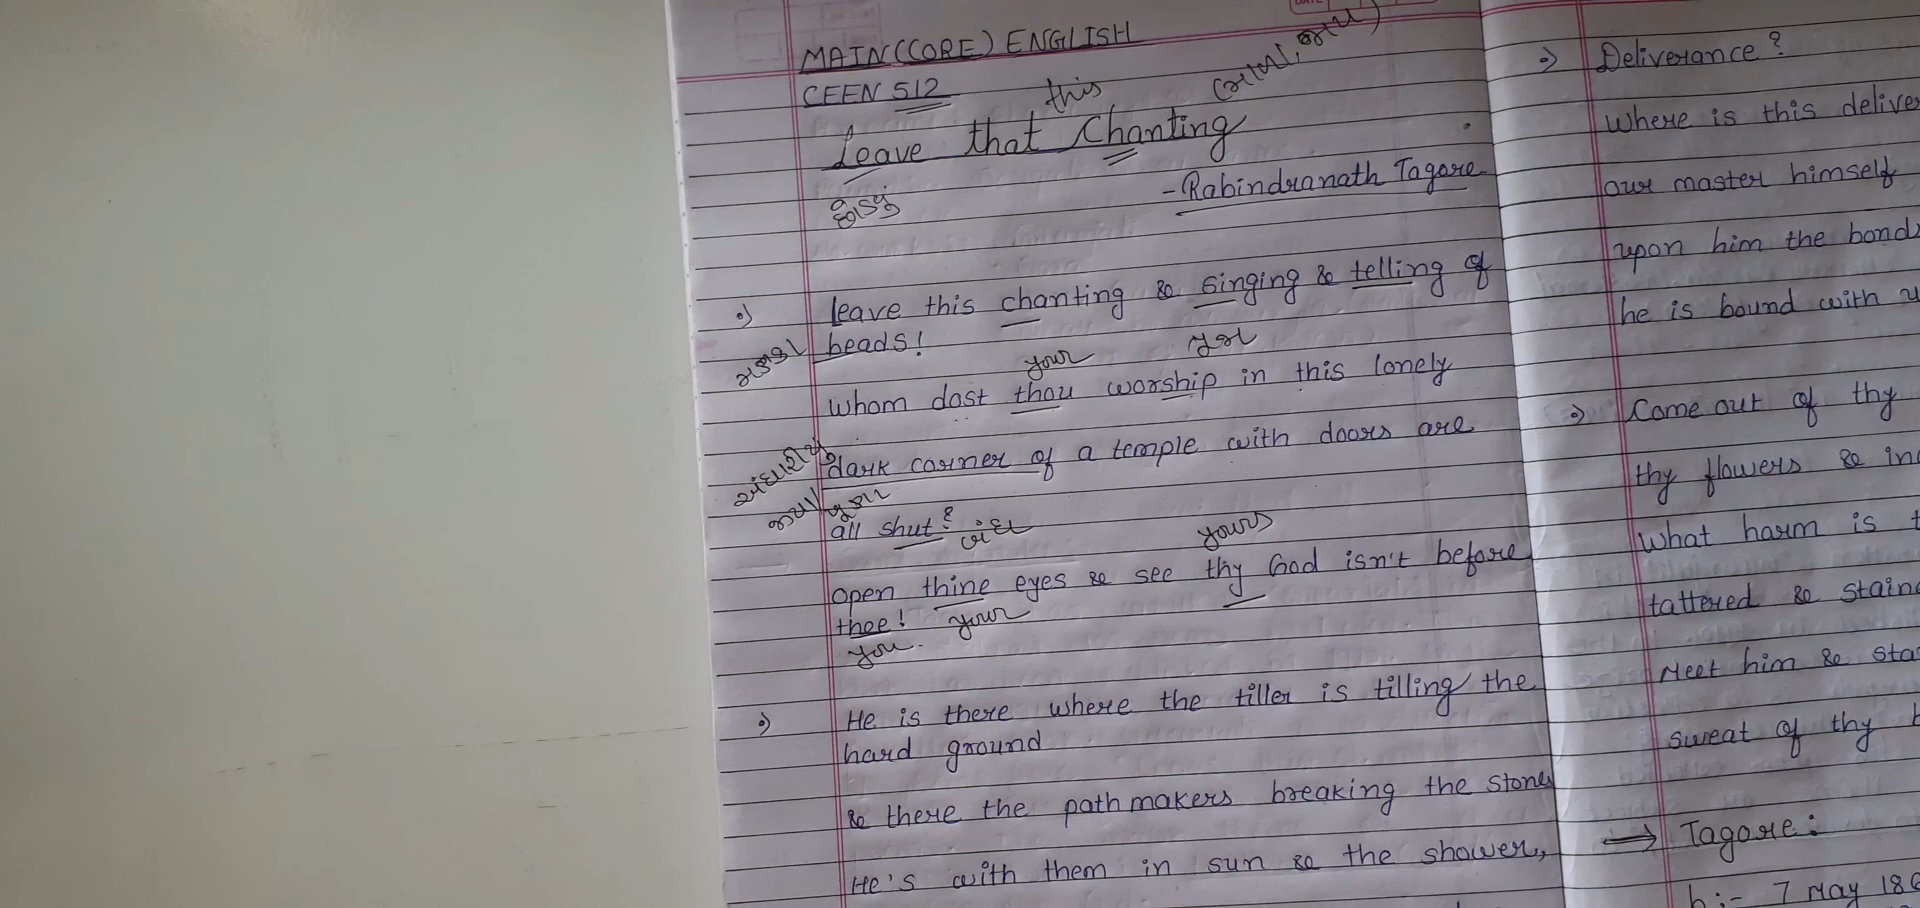 MAIN(CORE) ENGLISH
CEEN 512
this
Leave that Chanting
છોડવું
-Rabindranath Tagore
leave this chanting & singing & telling of
beads!
મણકા
your
whom dost thou worship in this lonely
dark corner of a temple with doors are
all shut? બંધ
yours
open thine eyes & see thy God isn't before
thee! your
you.
He is there where the tiller is tilling the
hard ground
& there the path makers breaking the stones
He's with them in sun & the shower,
Deliverance?
Where is this deliver
our master himself
upon him the bond
he is bound with
Come out of thy
thy flowers & in
What harm is t
tattered & stain
Meet him & sta
sweat of thy b
⇒ Tagore:
b:- 7 May 186